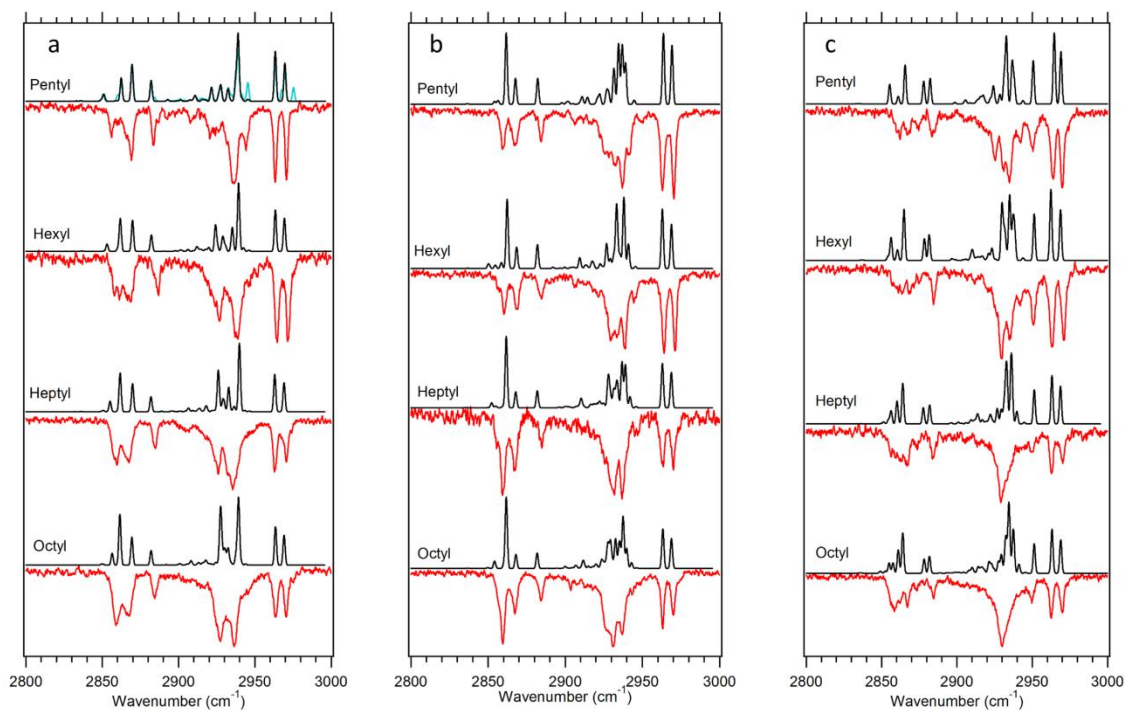 a
Pentyl
Hexyl
Heptyl
Octyl
2800 2850 2900 2950 3000
Wavenumber (cm⁻¹)
b
Pentyl
Hexyl
Heptyl
Octyl
2800 2850 2900 2950 3000
Wavenumber (cm⁻¹)
c
Pentyl
Hexyl
Heptyl
Octyl
2800 2850 2900 2950 3000
Wavenumber (cm⁻¹)